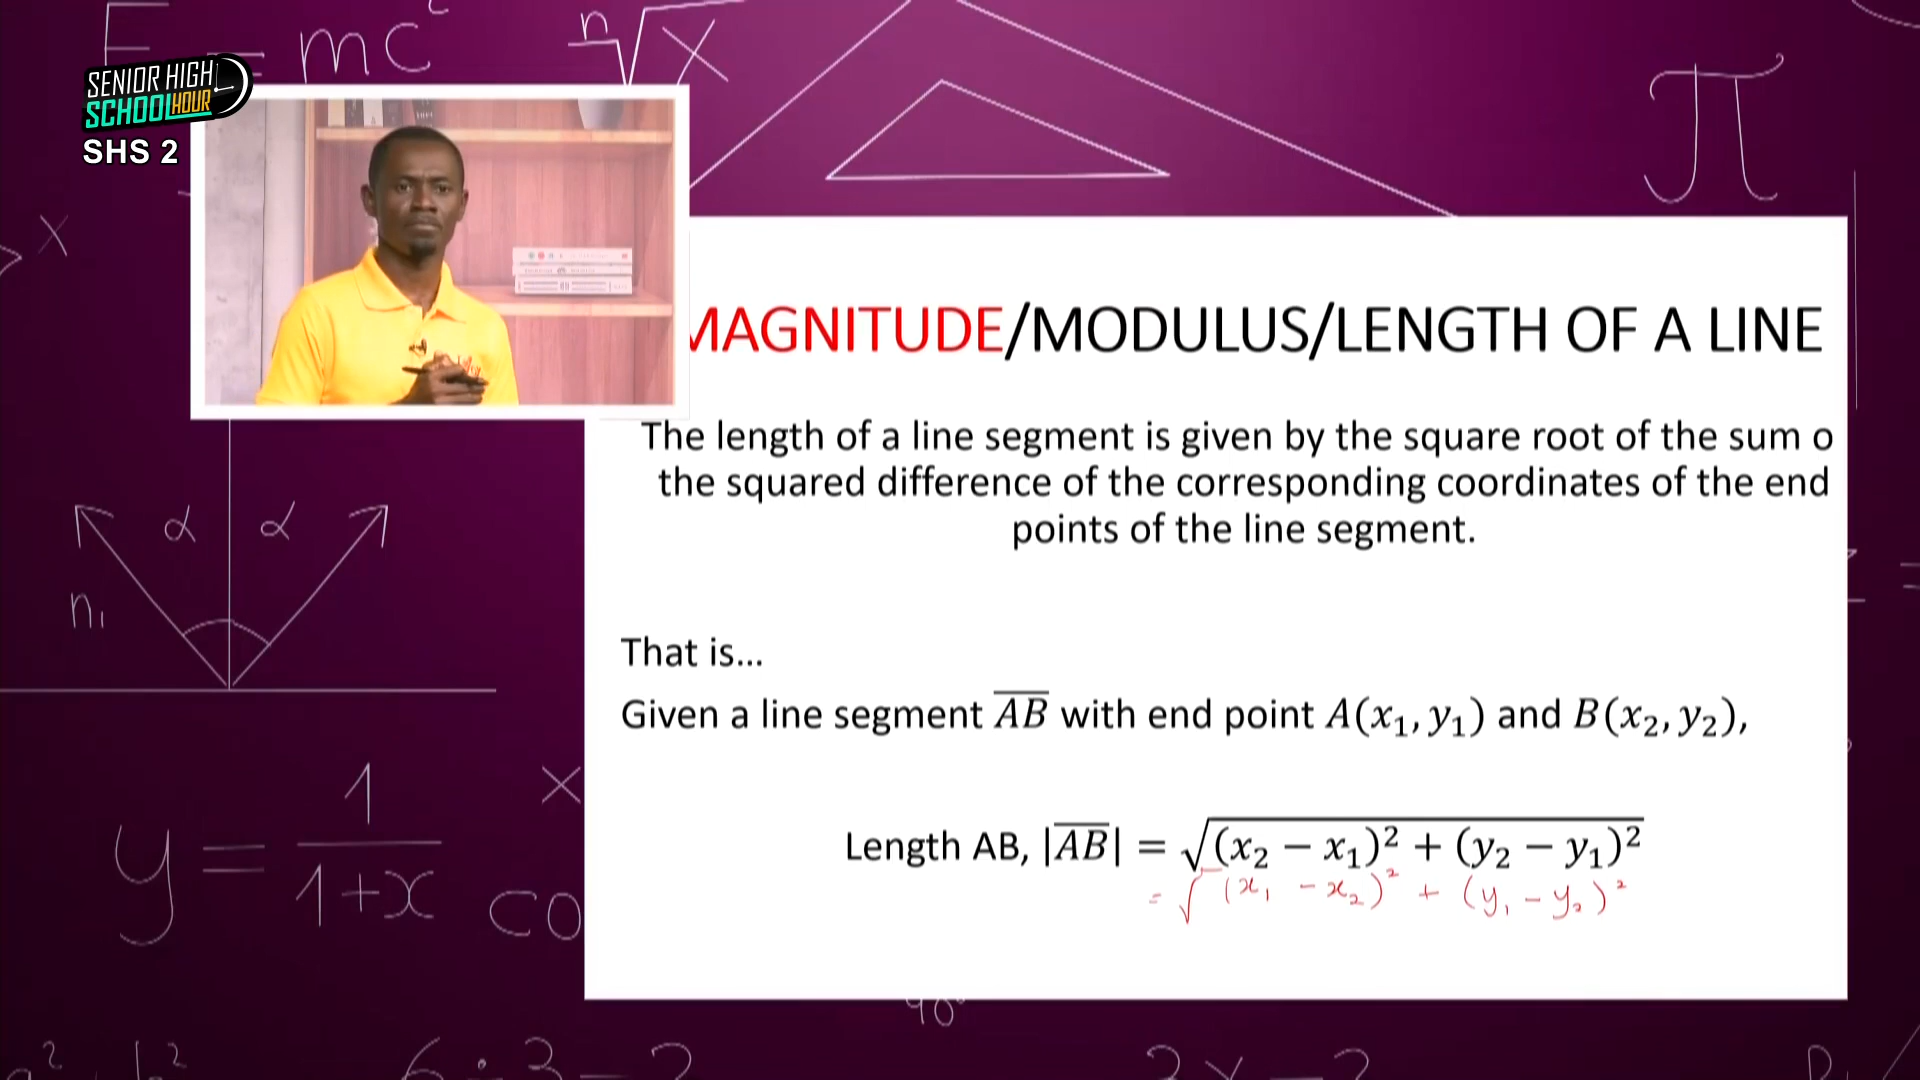 E = mc²
ⁿ√x
π
SENIOR HIGH
SCHOOL HOUR
SHS 2
x
MAGNITUDE/MODULUS/LENGTH OF A LINE
The length of a line segment is given by the square root of the sum o
the squared difference of the corresponding coordinates of the end
points of the line segment.
α α
n₁
That is...
Given a line segment A̅B̅ with end point A(x₁, y₁) and B(x₂, y₂),
y = 1/(1+x)
x
co
Length AB, |A̅B̅| = √((x₂ − x₁)² + (y₂ − y₁)²)
= √(x₁ − x₂)² + (y₁ − y₂)²
90°